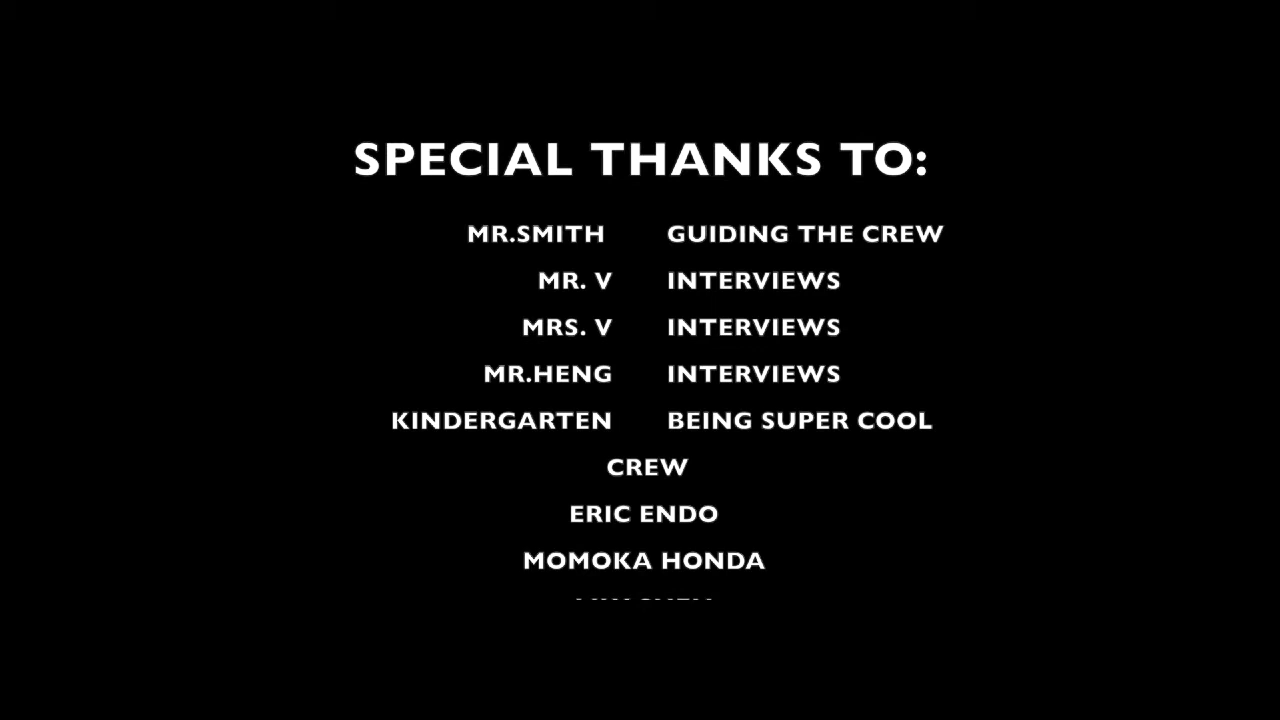 SPECIAL THANKS TO:
MR.SMITH GUIDING THE CREW
MR. V INTERVIEWS
MRS. V INTERVIEWS
MR.HENG INTERVIEWS
KINDERGARTEN BEING SUPER COOL
CREW
ERIC ENDO
MOMOKA HONDA